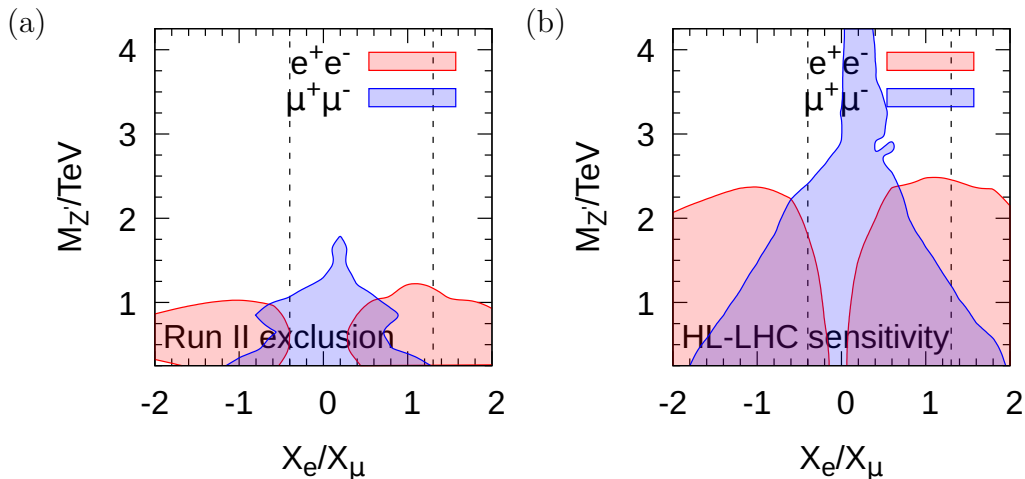 (a)
4
3
2
1
M_Z'/TeV
e⁺e⁻
μ⁺μ⁻
Run II exclusion
-2 -1 0 1 2
X_e/X_μ
(b)
4
3
2
1
M_Z'/TeV
e⁺e⁻
μ⁺μ⁻
HL-LHC sensitivity
-2 -1 0 1 2
X_e/X_μ